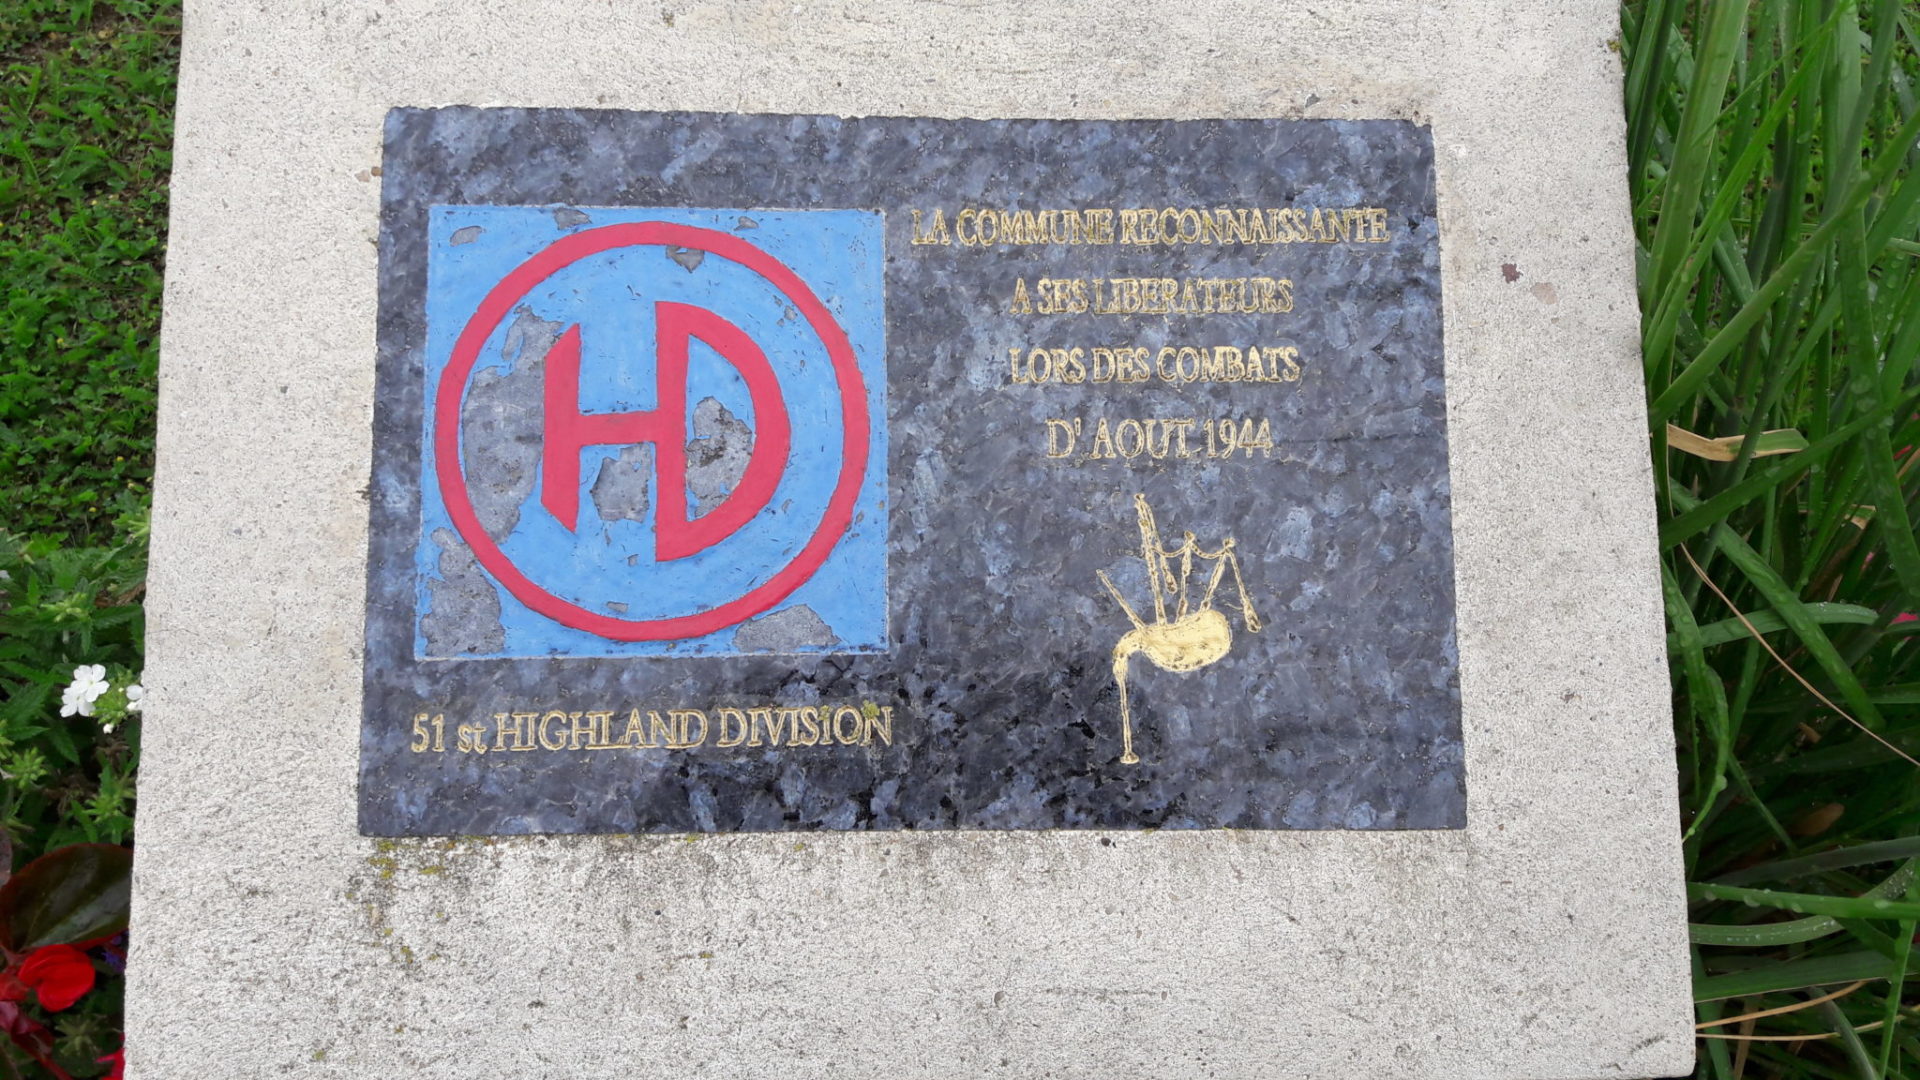 HD
51 st HIGHLAND DIVISION
LA COMMUNE RECONNAISSANTE
A SES LIBERATEURS
LORS DES COMBATS
D' AOUT 1944